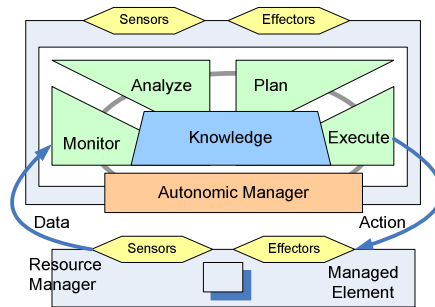 Sensors
Effectors
Analyze
Plan
Monitor
Knowledge
Execute
Autonomic Manager
Data
Action
Sensors
Effectors
Resource
Manager
Managed
Element